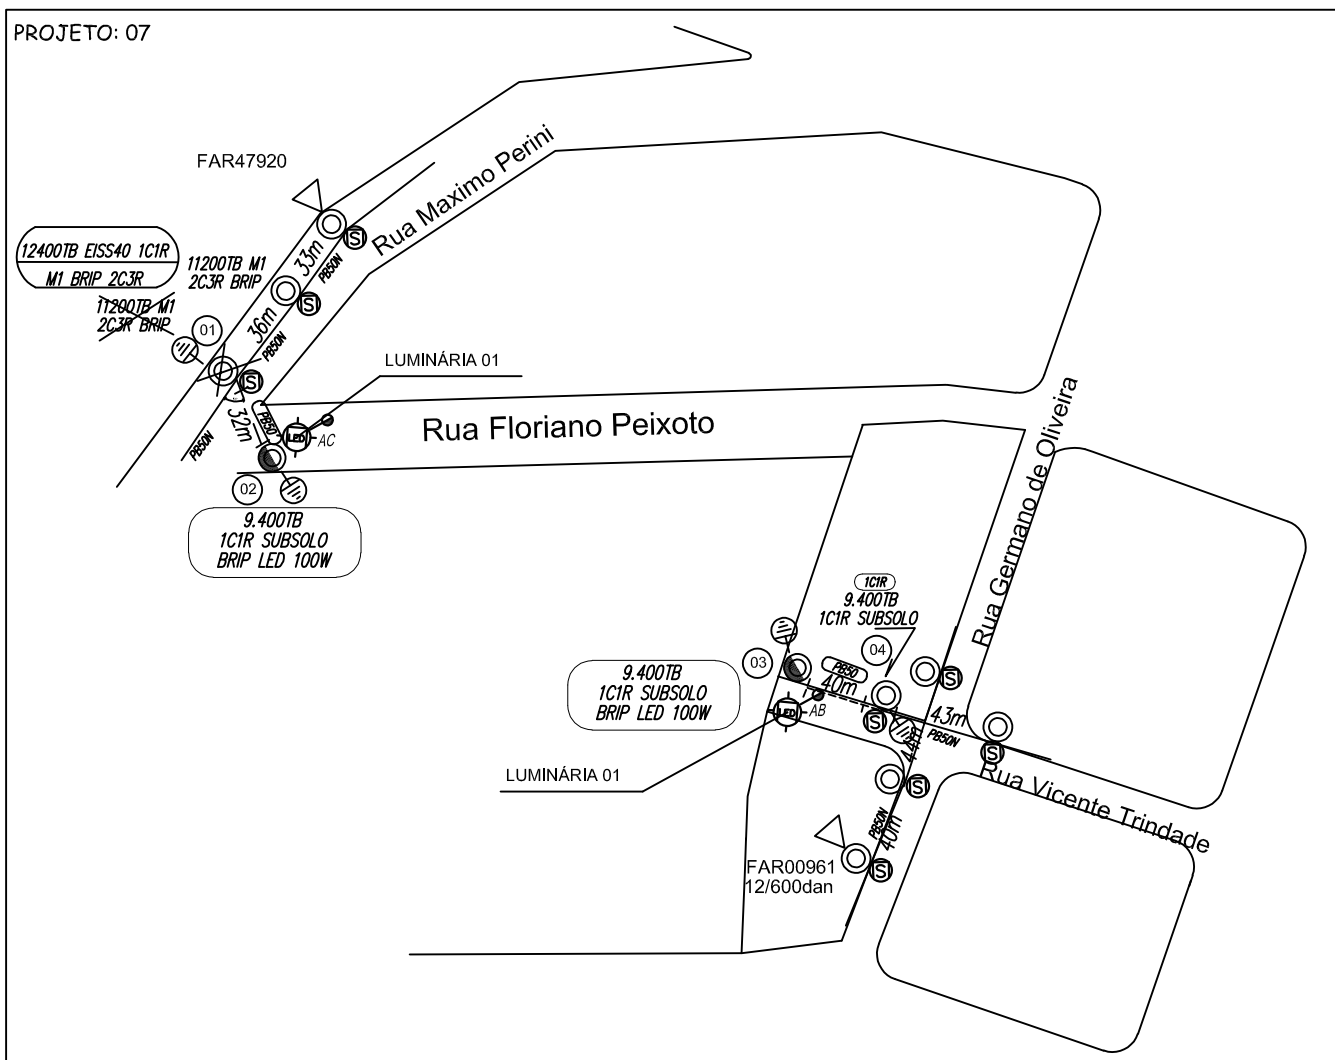 PROJETO: 07
FAR47920
Rua Maximo Perini
12400TB EISS40 1C1R
M1 BRIP 2C3R
11200TB M1
2C3R BRIP
11200TB M1
2C3R BRIP
01
33m
PB50N
S
36m
PB50N
S
S
32m
PB50
PB50N
LUMINÁRIA 01
LED
AC
02
9.400TB
1C1R SUBSOLO
BRIP LED 100W
Rua Floriano Peixoto
Rua Germano de Oliveira
1C1R
9.400TB
1C1R SUBSOLO
03
04
9.400TB
1C1R SUBSOLO
BRIP LED 100W
PB50
40m
LED
AB
S
S
43m
PB50N
44m
S
Rua Vicente Trindade
LUMINÁRIA 01
S
PB50N
40m
S
FAR00961
12/600dan